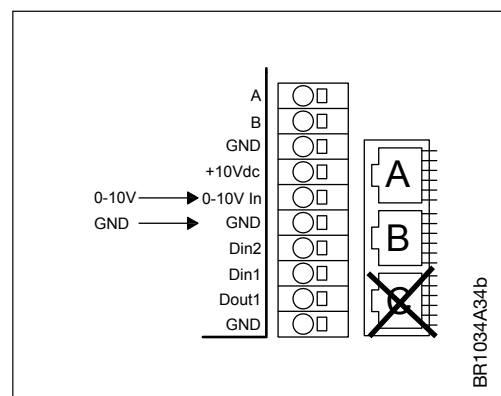 A
B
GND
+10Vdc
0-10V 0-10V In
GND GND
Din2
Din1
Dout1
GND
A
B
C
BR1034A34b